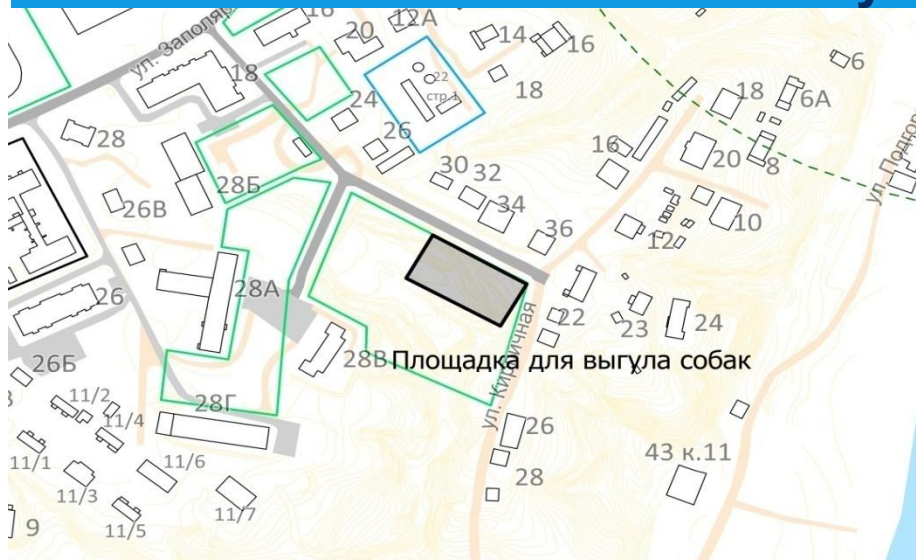 16
12А
14
16
6
20
ул. Заполяр
18
22
стр.1
18
18
6А
24
28
26
16
20
8
30
32
28Б
34
26В
10
36
12
ул. Подгор
28А
26
22
23
24
ул. Кирпичная
28В
Площадка для выгула собак
26Б
11/2
28Г
11/4
26
11/1
11/6
43 к.11
11/3
28
11/7
9
11/5